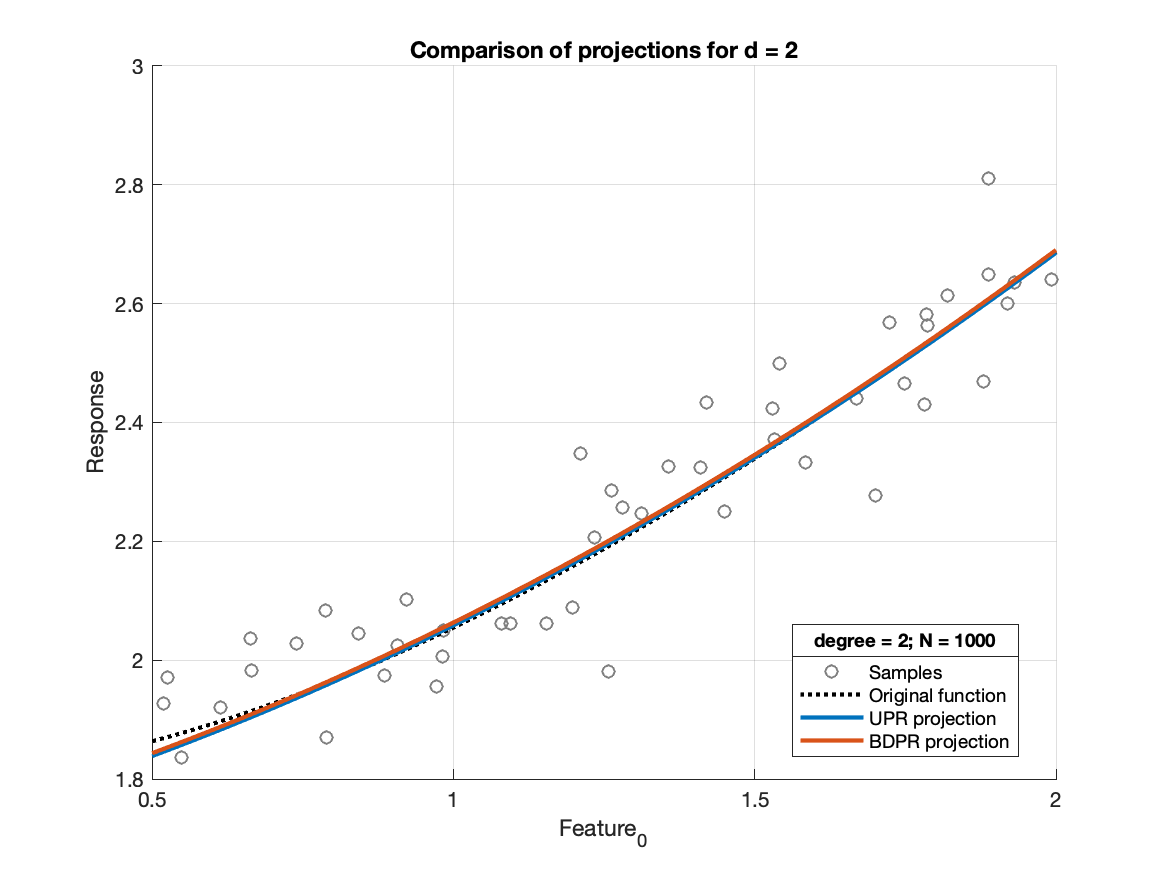 Comparison of projections for d = 2
3
2.8
2.6
2.4
2.2
2
1.8
Response
0.5
1
1.5
2
Feature₀
degree = 2; N = 1000
Samples
Original function
UPR projection
BDPR projection